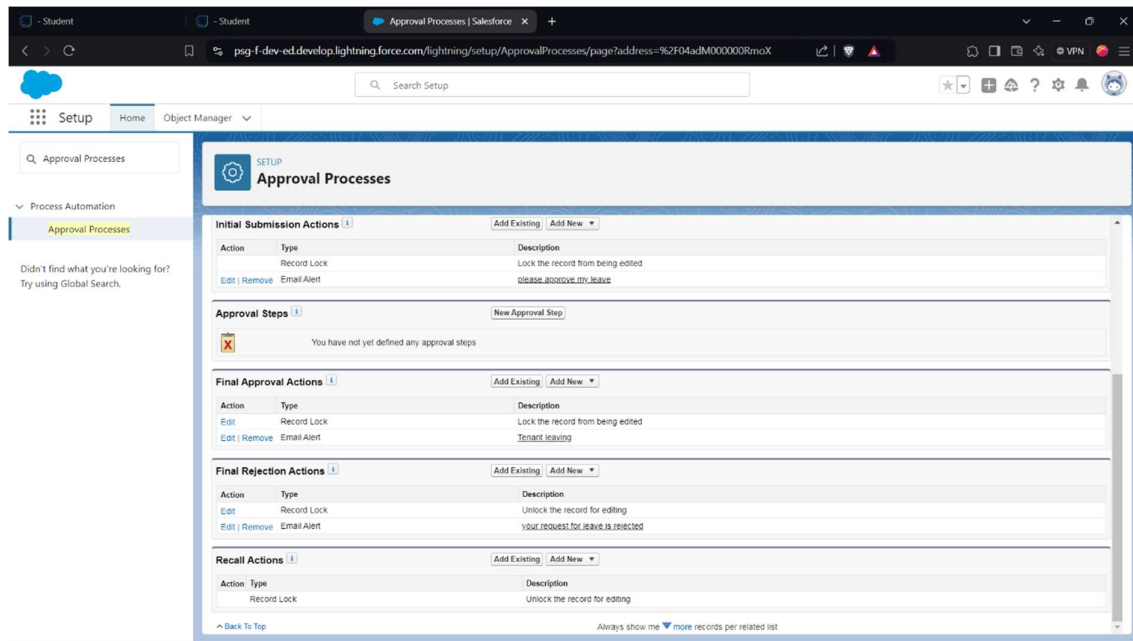 - Student
- Student
Approval Processes | Salesforce
psg-f-dev-ed.develop.lightning.force.com/lightning/setup/ApprovalProcesses/page?address=%2F04adM000000RmoX
VPN
Search Setup
Setup
Home
Object Manager
Approval Processes
Process Automation
Approval Processes
Didn't find what you're looking for?
Try using Global Search.
SETUP
Approval Processes
Initial Submission Actions i Add Existing Add New
Action Type Description
Record Lock Lock the record from being edited
Edit | Remove Email Alert please approve my leave
Approval Steps i New Approval Step
You have not yet defined any approval steps
Final Approval Actions i Add Existing Add New
Action Type Description
Edit Record Lock Lock the record from being edited
Edit | Remove Email Alert Tenant leaving
Final Rejection Actions i Add Existing Add New
Action Type Description
Edit Record Lock Unlock the record for editing
Edit | Remove Email Alert your request for leave is rejected
Recall Actions i Add Existing Add New
Action Type Description
Record Lock Unlock the record for editing
Back To Top Always show me more records per related list